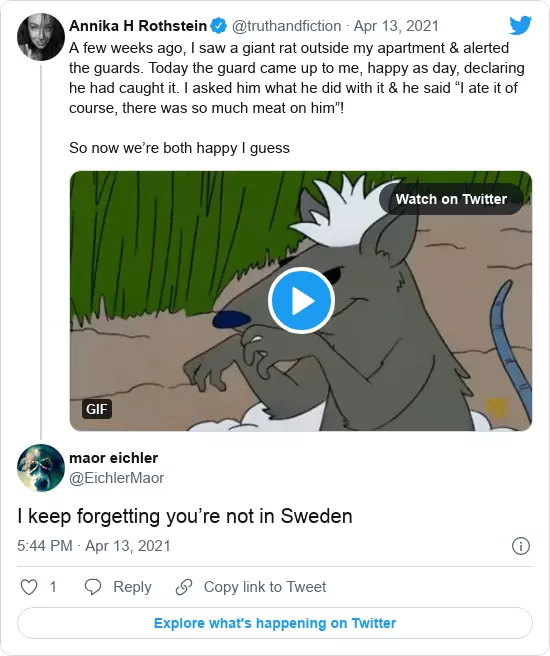 Annika H Rothstein @truthandfiction · Apr 13, 2021
A few weeks ago, I saw a giant rat outside my apartment & alerted
the guards. Today the guard came up to me, happy as day, declaring
he had caught it. I asked him what he did with it & he said “I ate it of
course, there was so much meat on him”!
So now we’re both happy I guess
Watch on Twitter
GIF
maor eichler
@EichlerMaor
I keep forgetting you’re not in Sweden
5:44 PM · Apr 13, 2021
1 Reply Copy link to Tweet
Explore what's happening on Twitter